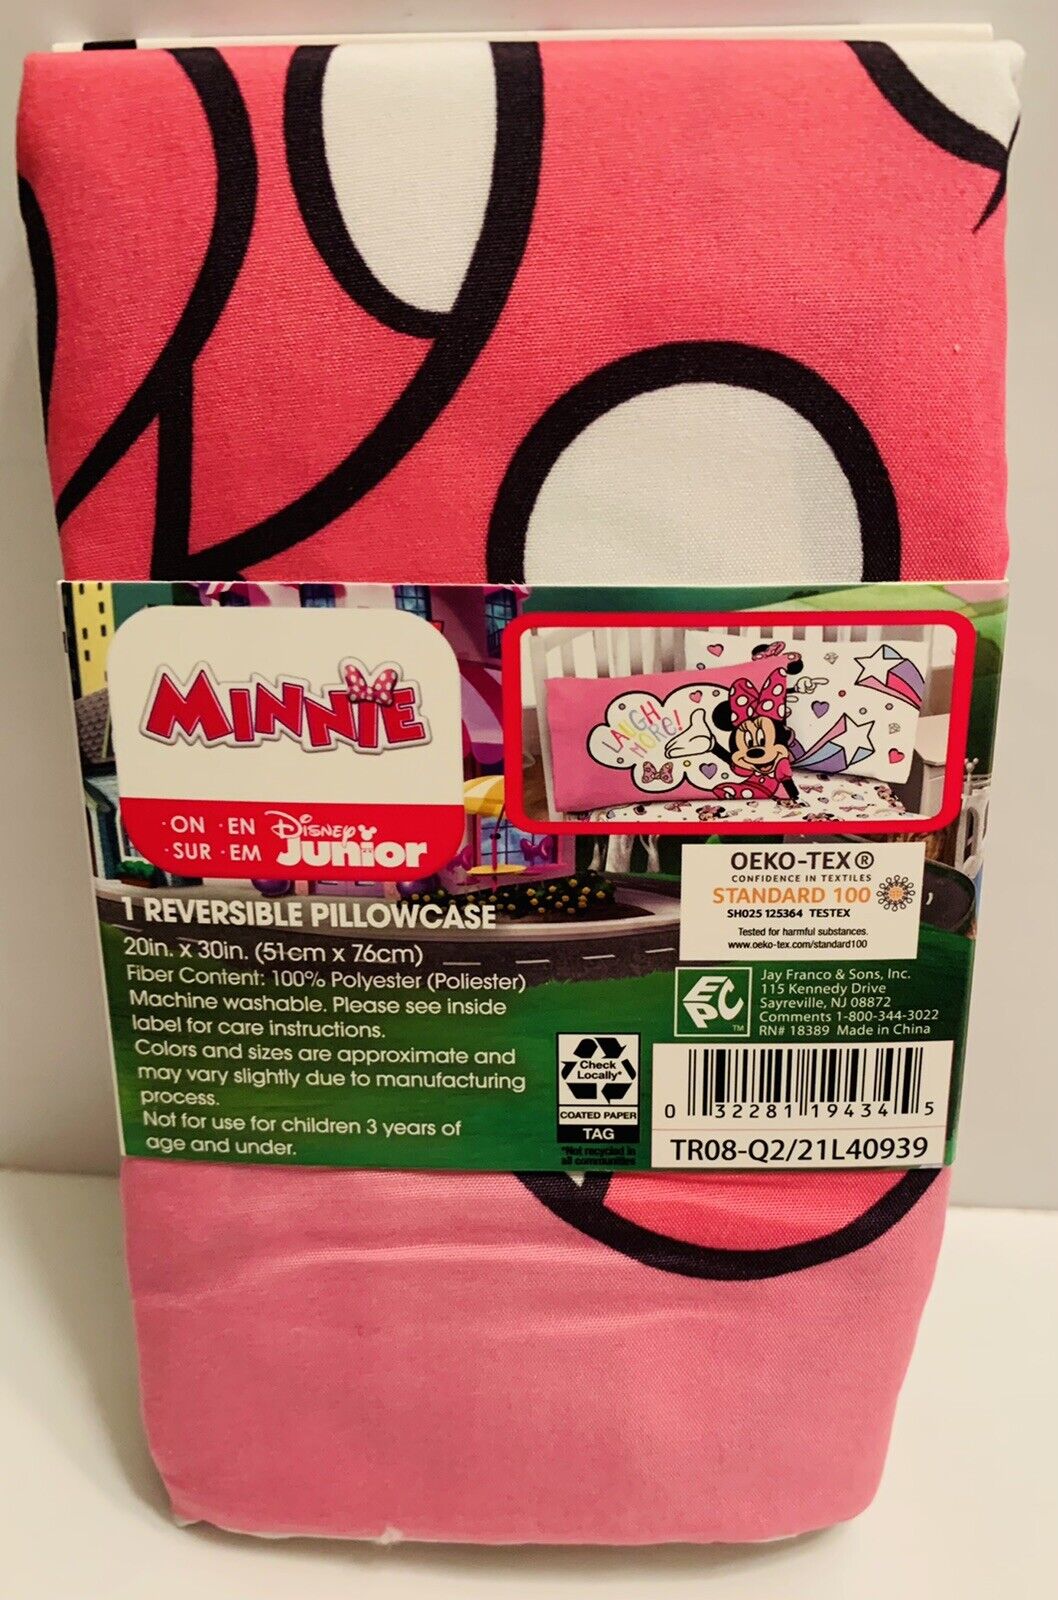 MINNIE
·ON ·EN
·SUR ·EM
Disney
Junior
LAUGH
MORE!
1 REVERSIBLE PILLOWCASE
20in. x 30in. (51cm x 76cm)
Fiber Content: 100% Polyester (Poliester)
Machine washable. Please see inside
label for care instructions.
Colors and sizes are approximate and
may vary slightly due to manufacturing
process.
Not for use for children 3 years of
age and under.
OEKO-TEX®
CONFIDENCE IN TEXTILES
STANDARD 100
SH025 125364 TESTEX
Tested for harmful substances.
www.oeko-tex.com/standard100
EPC
TM
Jay Franco & Sons, Inc.
115 Kennedy Drive
Sayreville, NJ 08872
Comments 1-800-344-3022
RN# 18389 Made in China
Check
Locally*
COATED PAPER
TAG
*Not recycled in
all communities
0 32281 19434 5
TR08-Q2/21L40939